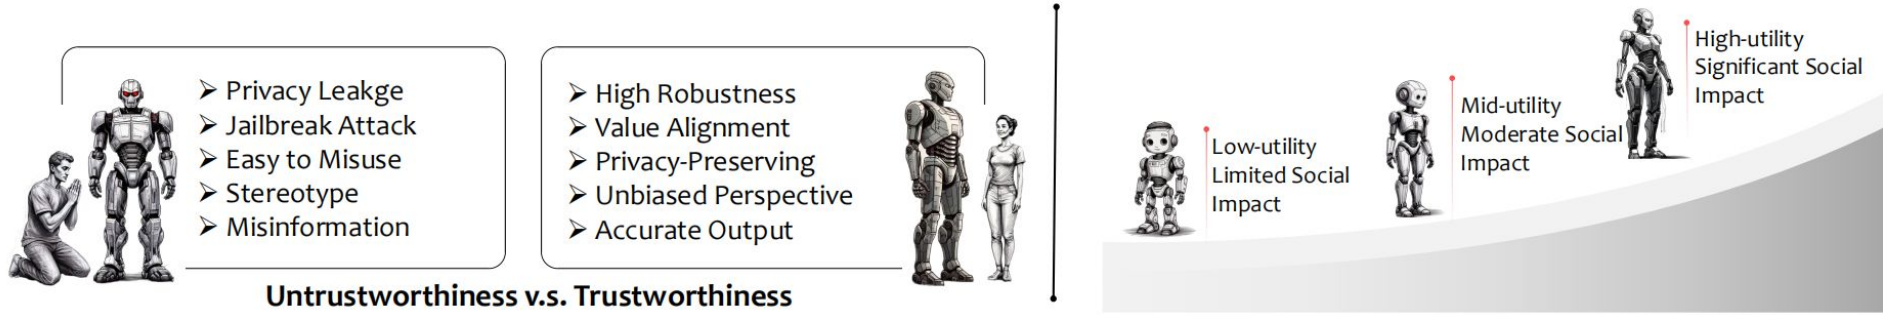 ➢ Privacy Leakge
➢ Jailbreak Attack
➢ Easy to Misuse
➢ Stereotype
➢ Misinformation
➢ High Robustness
➢ Value Alignment
➢ Privacy-Preserving
➢ Unbiased Perspective
➢ Accurate Output
Untrustworthiness v.s. Trustworthiness
Low-utility
Limited Social
Impact
Mid-utility
Moderate Social
Impact
High-utility
Significant Social
Impact